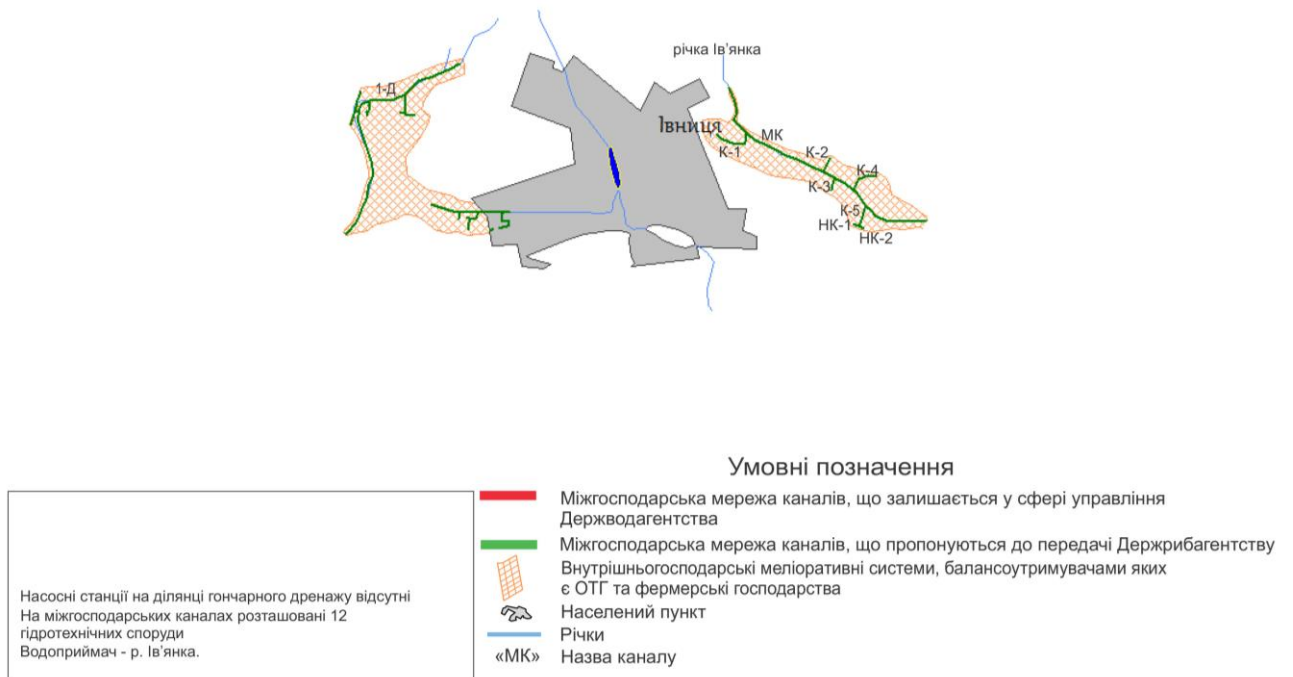 річка Ів’янка
1-Д
Івниця
МК
К-1
К-2
К-4
К-3
К-5
НК-1
НК-2
Умовні позначення
Міжгосподарська мережа каналів, що залишається у сфері управління
Держводагентства
Міжгосподарська мережа каналів, що пропонуються до передачі Держрибагентству
Внутрішньогосподарські меліоративні системи, балансоутримувачами яких
є ОТГ та фермерські господарства
Населений пункт
Річки
«МК» Назва каналу
Насосні станції на ділянці гончарного дренажу відсутні
На міжгосподарських каналах розташовані 12
гідротехнічних споруди
Водоприймач - р. Ів’янка.